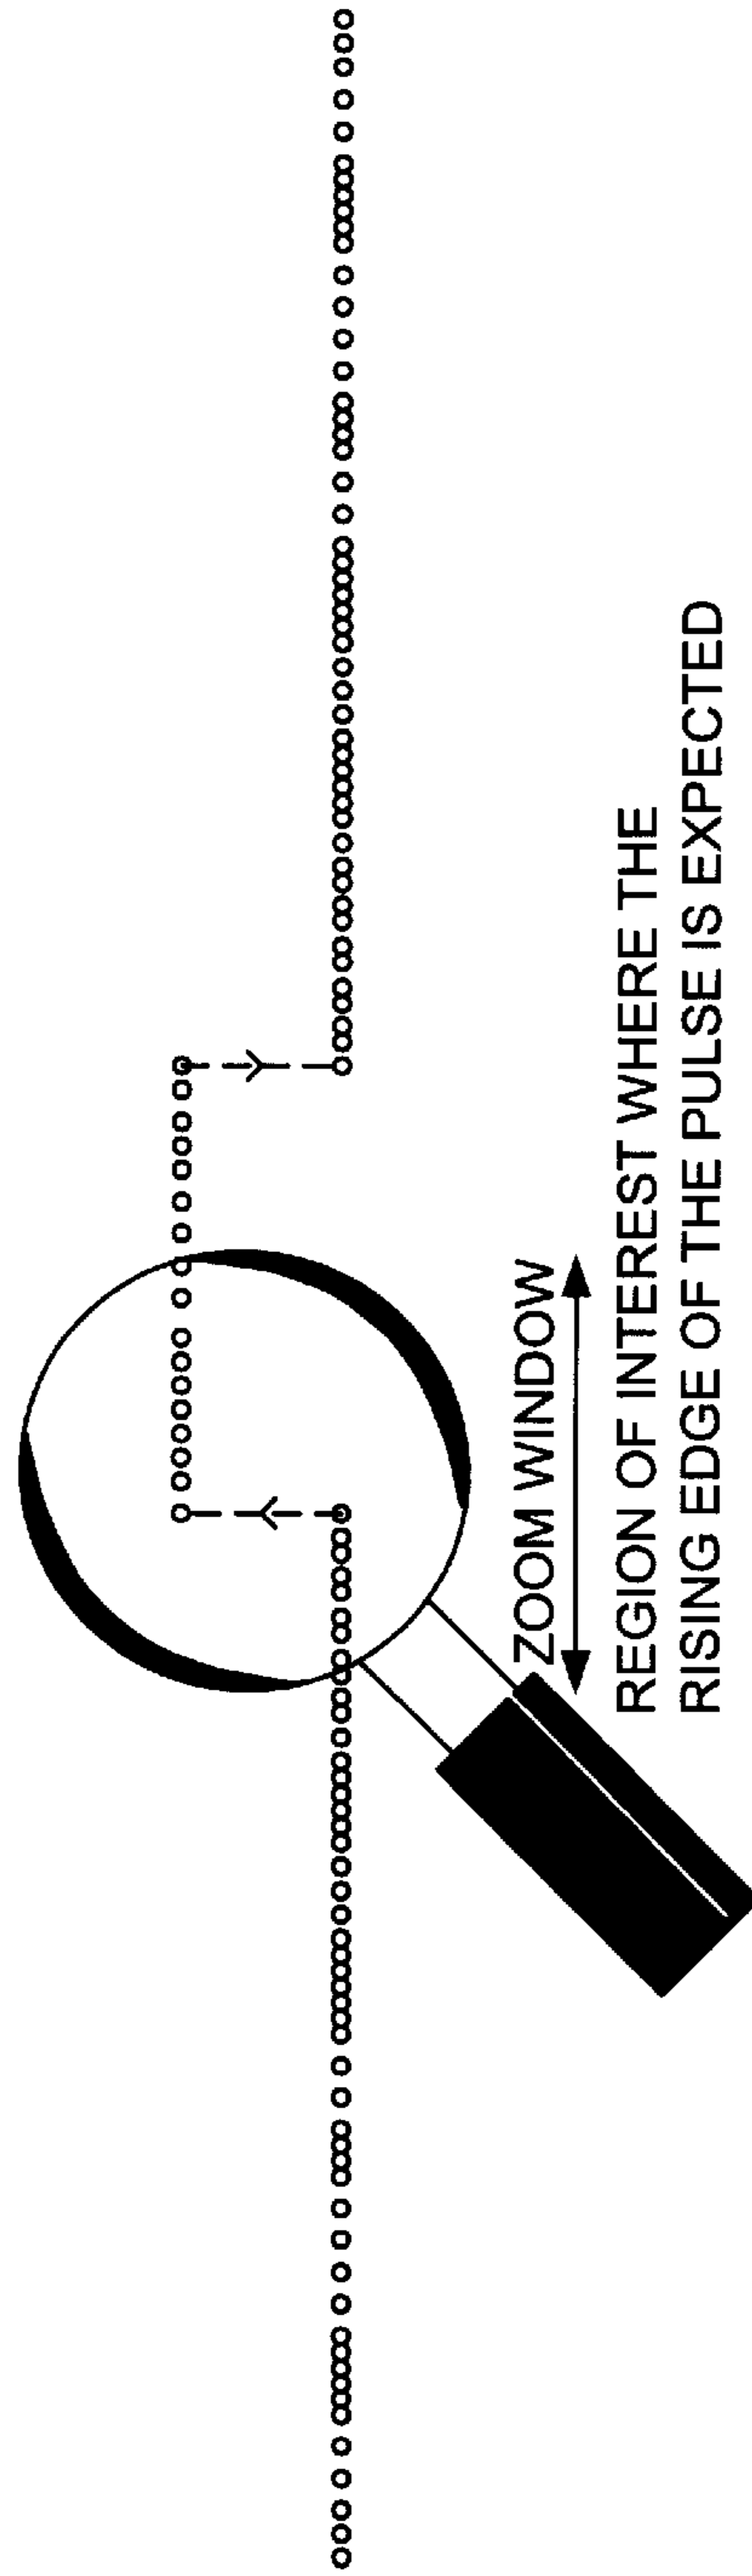 ZOOM WINDOW
REGION OF INTEREST WHERE THE
RISING EDGE OF THE PULSE IS EXPECTED